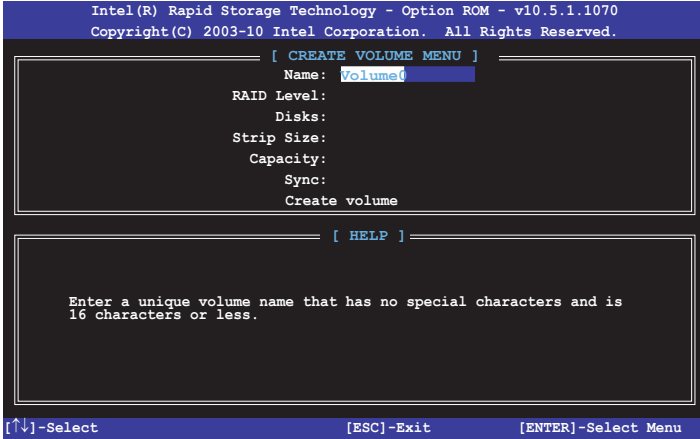 Intel(R) Rapid Storage Technology - Option ROM - v10.5.1.1070
Copyright(C) 2003-10 Intel Corporation. All Rights Reserved.
[ CREATE VOLUME MENU ]
Name: Volume0
RAID Level:
Disks:
Strip Size:
Capacity:
Sync:
Create volume
[ HELP ]
Enter a unique volume name that has no special characters and is
16 characters or less.
[↑↓]-Select [ESC]-Exit [ENTER]-Select Menu